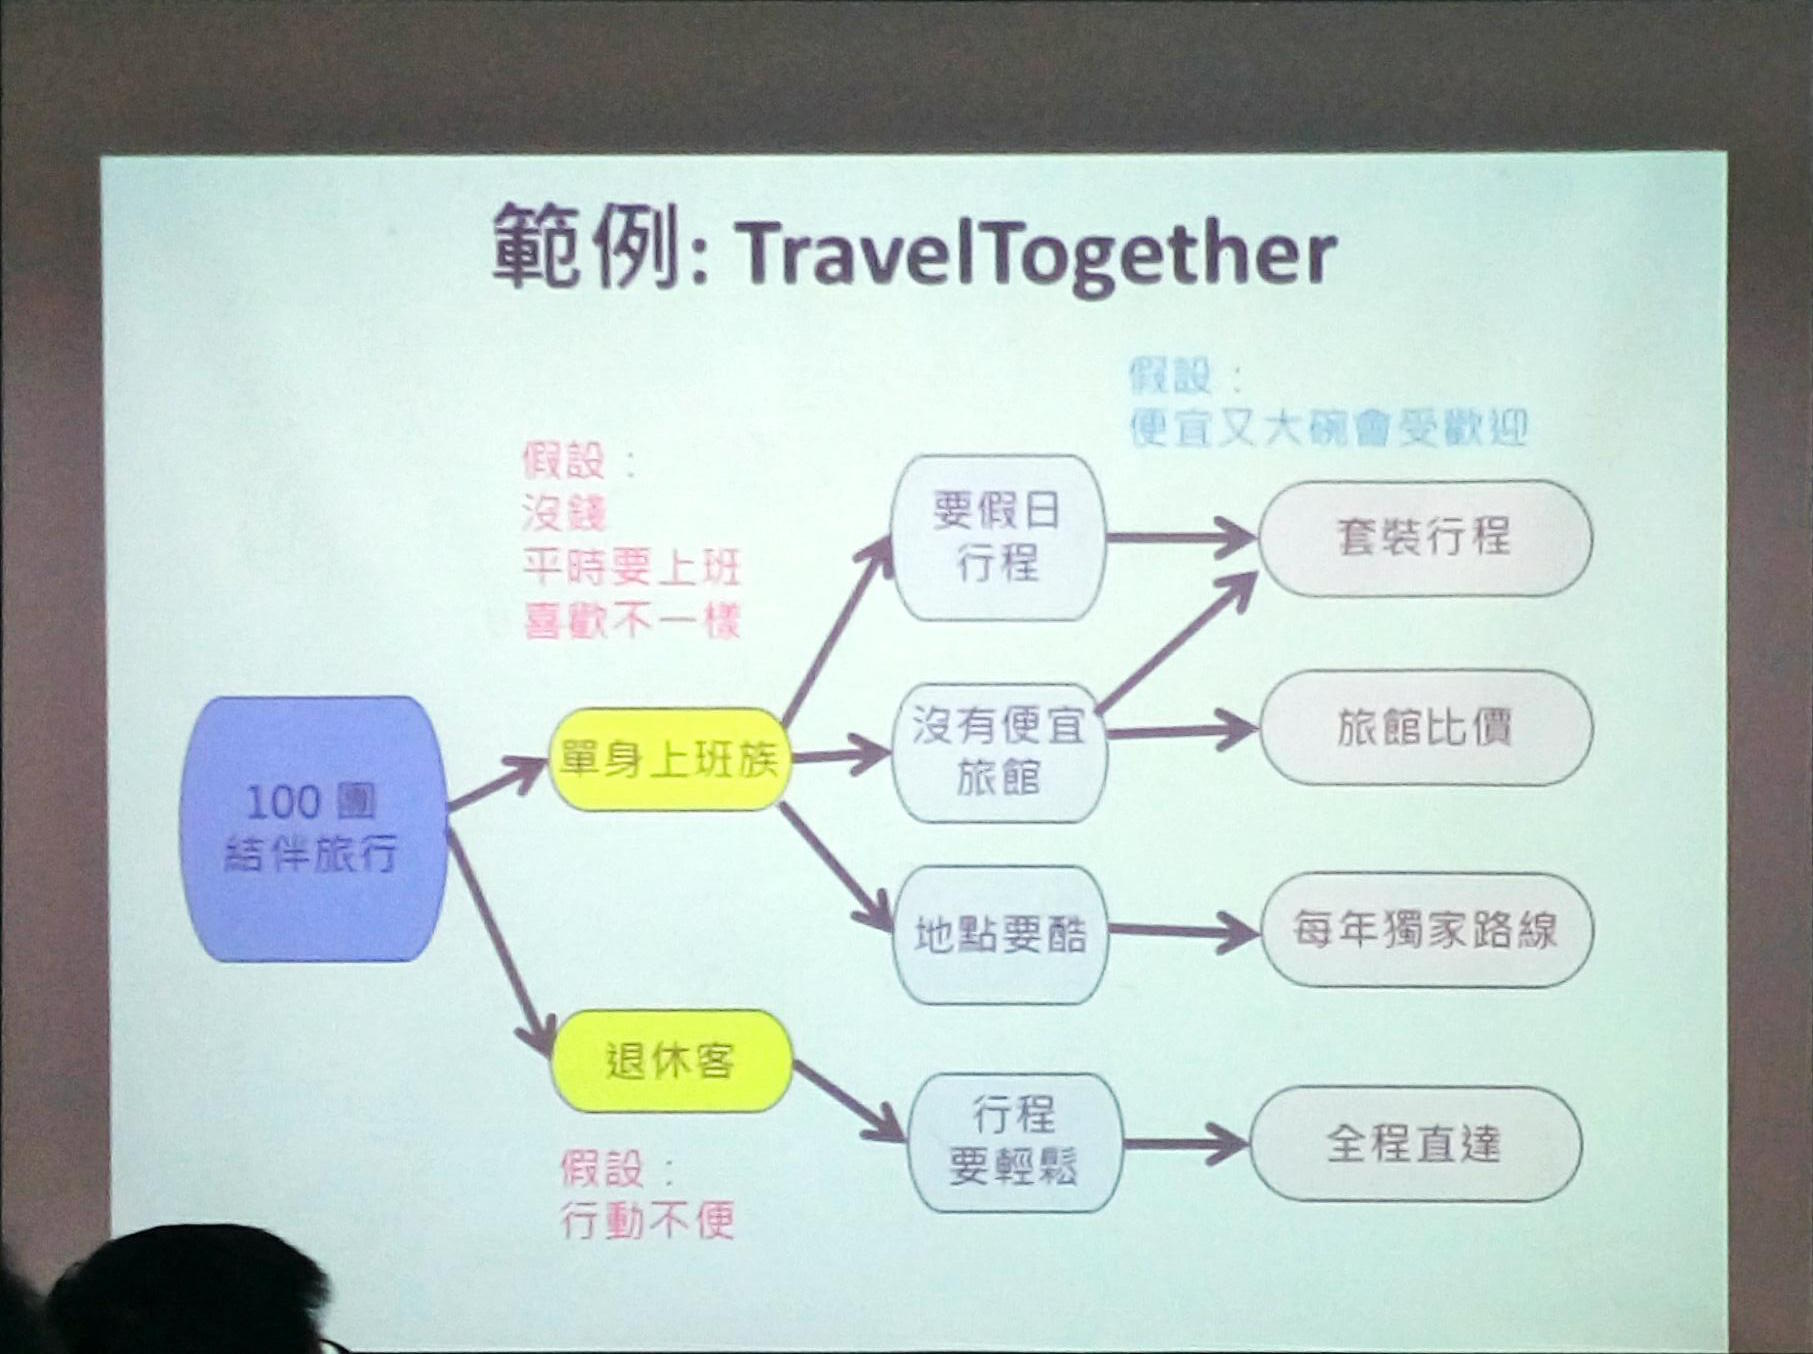 範例: TravelTogether
假設：
便宜又大碗會受歡迎
假設：
沒錢
平時要上班
喜歡不一樣
要假日
行程
套裝行程
100 團
結伴旅行
單身上班族
沒有便宜
旅館
旅館比價
地點要酷
每年獨家路線
退休客
行程
要輕鬆
全程直達
假設：
行動不便